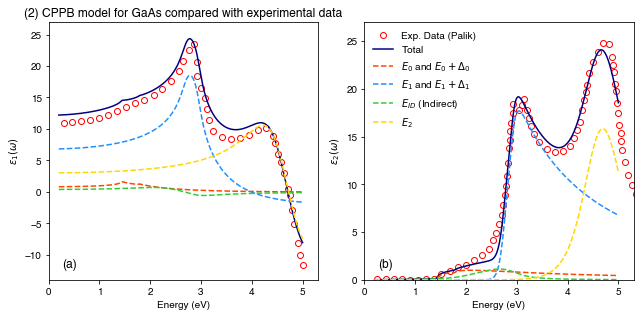 (2) CPPB model for GaAs compared with experimental data
25
20
15
10
5
0
−5
−10
ε₁(ω)
(a)
0 1 2 3 4 5
Energy (eV)
25
20
15
10
5
0
ε₂(ω)
Exp. Data (Palik)
Total
E₀ and E₀ + Δ₀
E₁ and E₁ + Δ₁
E_ID (Indirect)
E₂
(b)
0 1 2 3 4 5
Energy (eV)